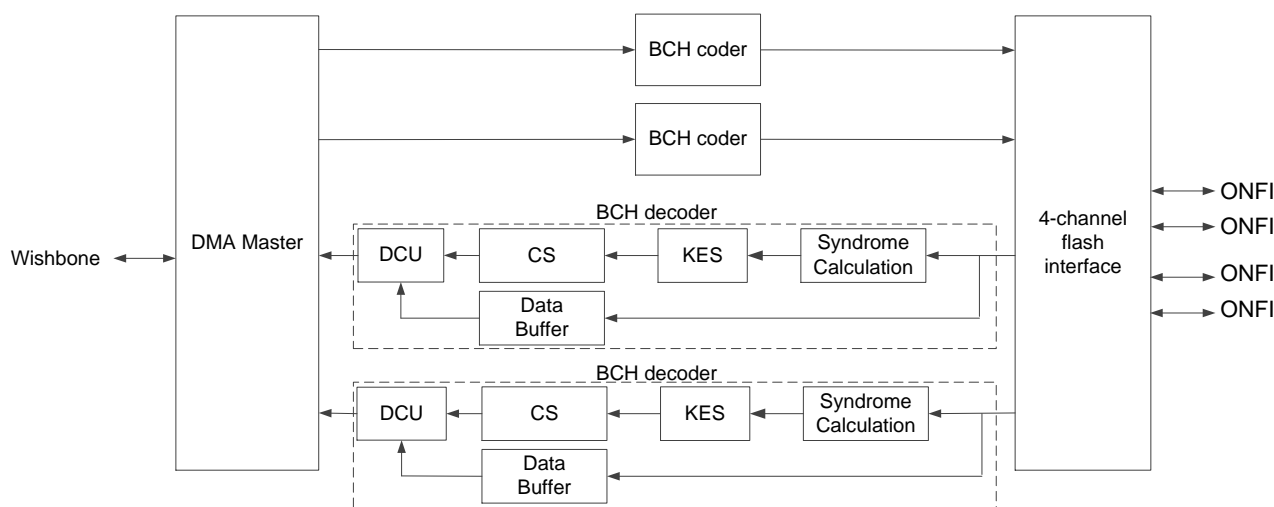 BCH coder
BCH coder
BCH decoder
DMA Master
DCU
CS
KES
Syndrome
Calculation
Data
Buffer
Wishbone
4-channel
flash
interface
ONFI
ONFI
ONFI
ONFI
BCH decoder
DCU
CS
KES
Syndrome
Calculation
Data
Buffer